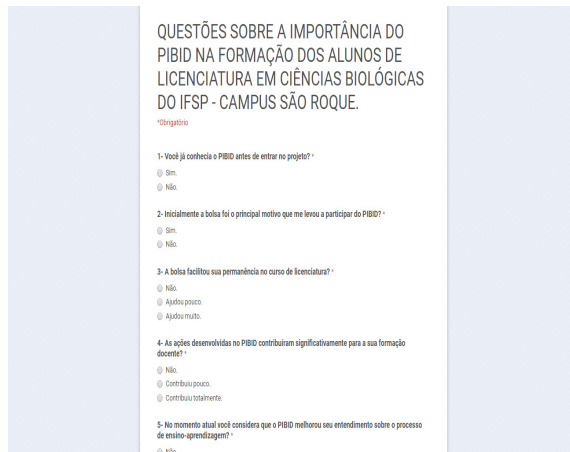 QUESTÕES SOBRE A IMPORTÂNCIA DO
PIBID NA FORMAÇÃO DOS ALUNOS DE
LICENCIATURA EM CIÊNCIAS BIOLÓGICAS
DO IFSP - CAMPUS SÃO ROQUE.
*Obrigatório
1- Você já conhecia o PIBID antes de entrar no projeto? *
Sim.
Não.
2- Inicialmente a bolsa foi o principal motivo que me levou a participar do PIBID? *
Sim.
Não.
3- A bolsa facilitou sua permanência no curso de licenciatura? *
Não.
Ajudou pouco.
Ajudou muito.
4- As ações desenvolvidas no PIBID contribuiram significativamente para a sua formação
docente? *
Não.
Contribuiu pouco.
Contribuiu totalmente.
5- No momento atual você considera que o PIBID melhorou seu entendimento sobre o processo
de ensino-aprendizagem? *
Não.